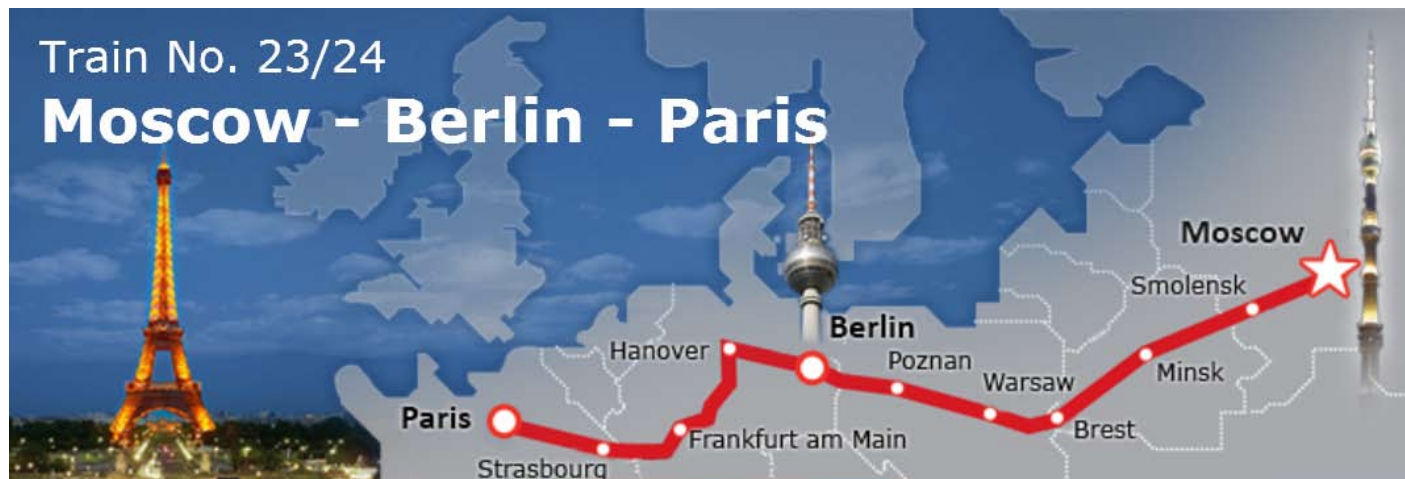 Train No. 23/24
Moscow - Berlin - Paris
Moscow
Smolensk
Berlin
Hanover
Poznan
Minsk
Warsaw
Paris
Brest
Frankfurt am Main
Strasbourg